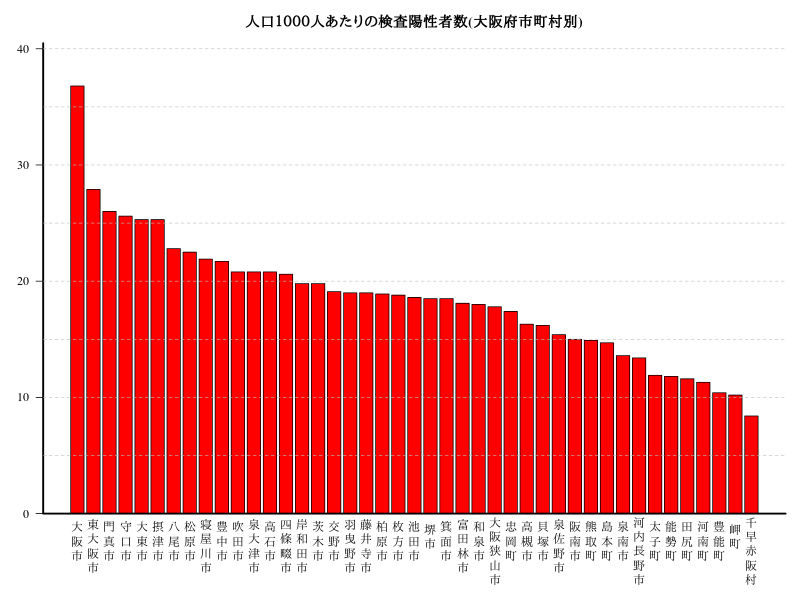 人口1000人あたりの検査陽性者数(大阪府市町村別)
40
30
20
10
0
大阪市
東大阪市
門真市
守口市
大東市
摂津市
八尾市
松原市
寝屋川市
豊中市
吹田市
泉大津市
高石市
四條畷市
岸和田市
茨木市
交野市
羽曳野市
藤井寺市
柏原市
枚方市
池田市
堺市
箕面市
富田林市
和泉市
大阪狭山市
忠岡町
高槻市
貝塚市
泉佐野市
阪南市
熊取町
島本町
泉南市
河内長野市
太子町
能勢町
田尻町
河南町
豊能町
岬町
千早赤阪村